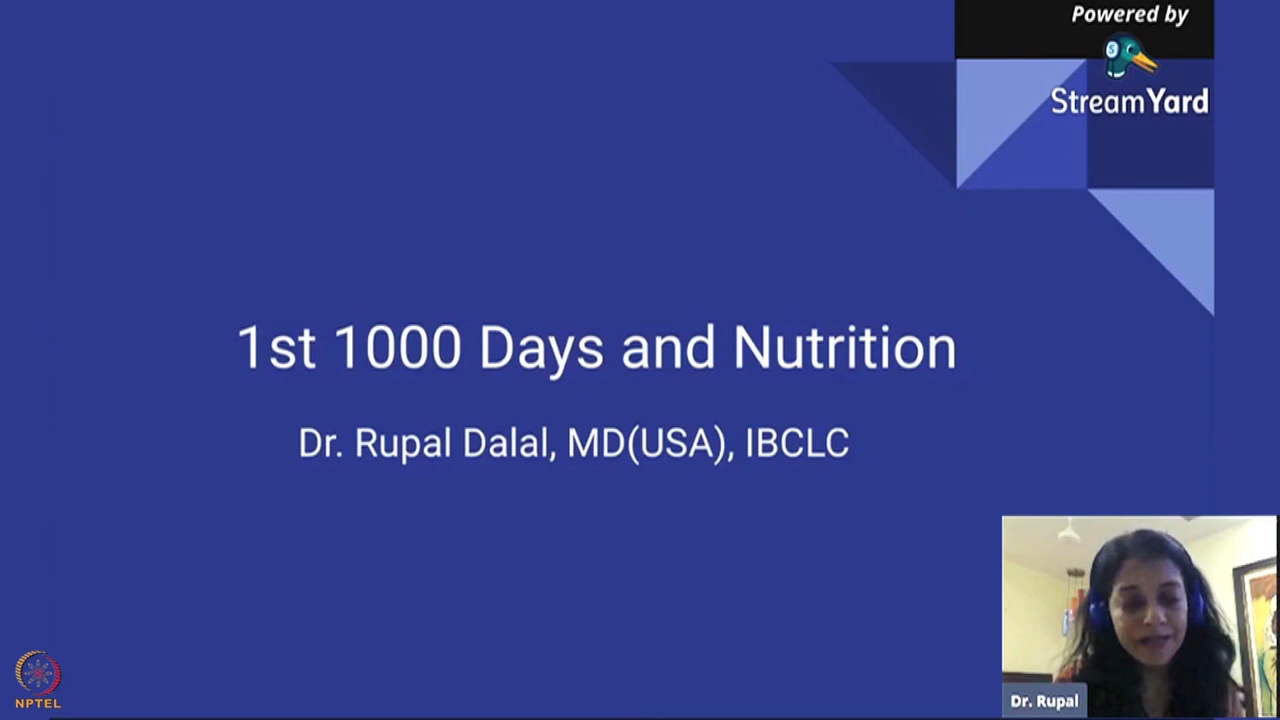 Powered by
StreamYard
1st 1000 Days and Nutrition
Dr. Rupal Dalal, MD(USA), IBCLC
Dr. Rupal
NPTEL